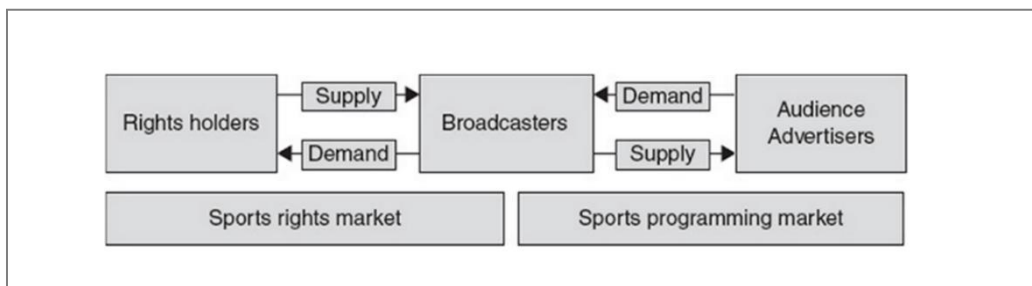 Rights holders
Supply
Demand
Broadcasters
Demand
Supply
Audience
Advertisers
Sports rights market
Sports programming market